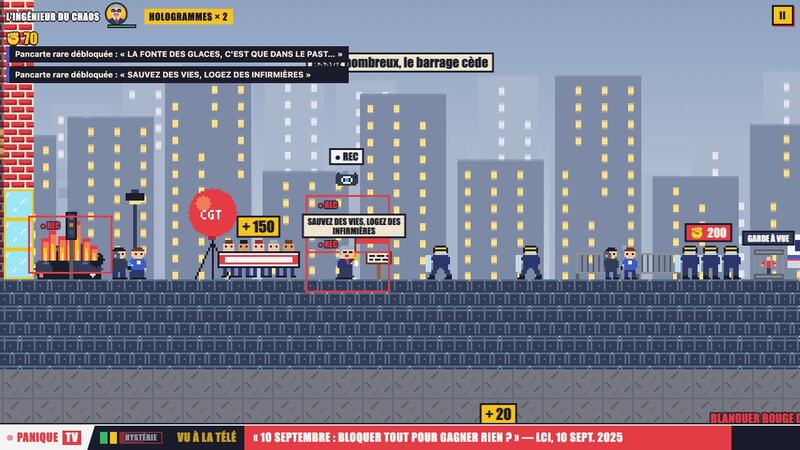 L'INGÉNIEUR DU CHAOS
HOLOGRAMMES × 2
70
Pancarte rare débloquée : « LA FONTE DES GLACES, C'EST QUE DANS LE PAST... »
Pancarte rare débloquée : « SAUVEZ DES VIES, LOGEZ DES INFIRMIÈRES »
nombreux, le barrage cède
● REC
● REC
CGT
+ 150
SAUVEZ DES VIES, LOGEZ DES
INFIRMIÈRES
● REC
● REC
200
GARDE À VUE
+ 20
BLANQUER ROUGE D
PANIQUE TV
HYSTÉRIE
VU À LA TÉLÉ
« 10 SEPTEMBRE : BLOQUER TOUT POUR GAGNER RIEN ? » — LCI, 10 SEPT. 2025